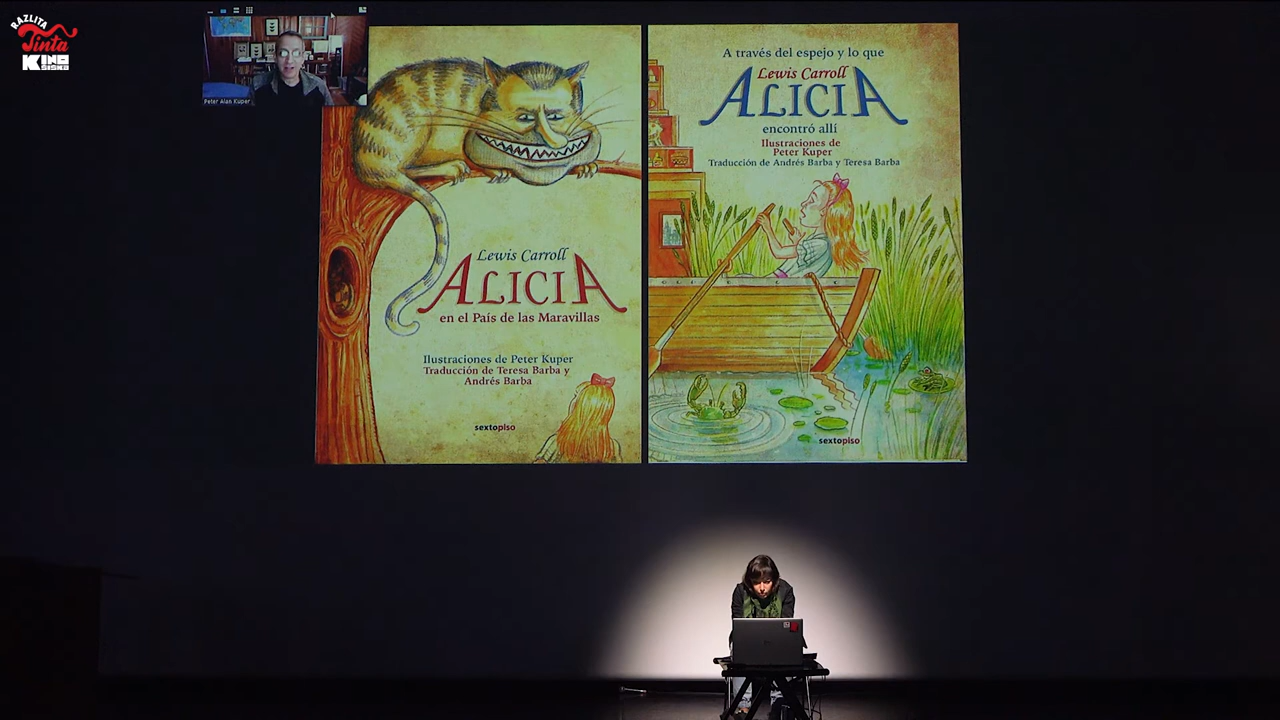 RAZLITA
Tinta
KINO
Peter Alan Kuper
Lewis Carroll
ALICIA
en el País de las Maravillas
Ilustraciones de Peter Kuper
Traducción de Teresa Barba y
Andrés Barba
sextopiso
A través del espejo y lo que
Lewis Carroll
ALICIA
encontró allí
Ilustraciones de
Peter Kuper
Traducción de Andrés Barba y Teresa Barba
sextopiso